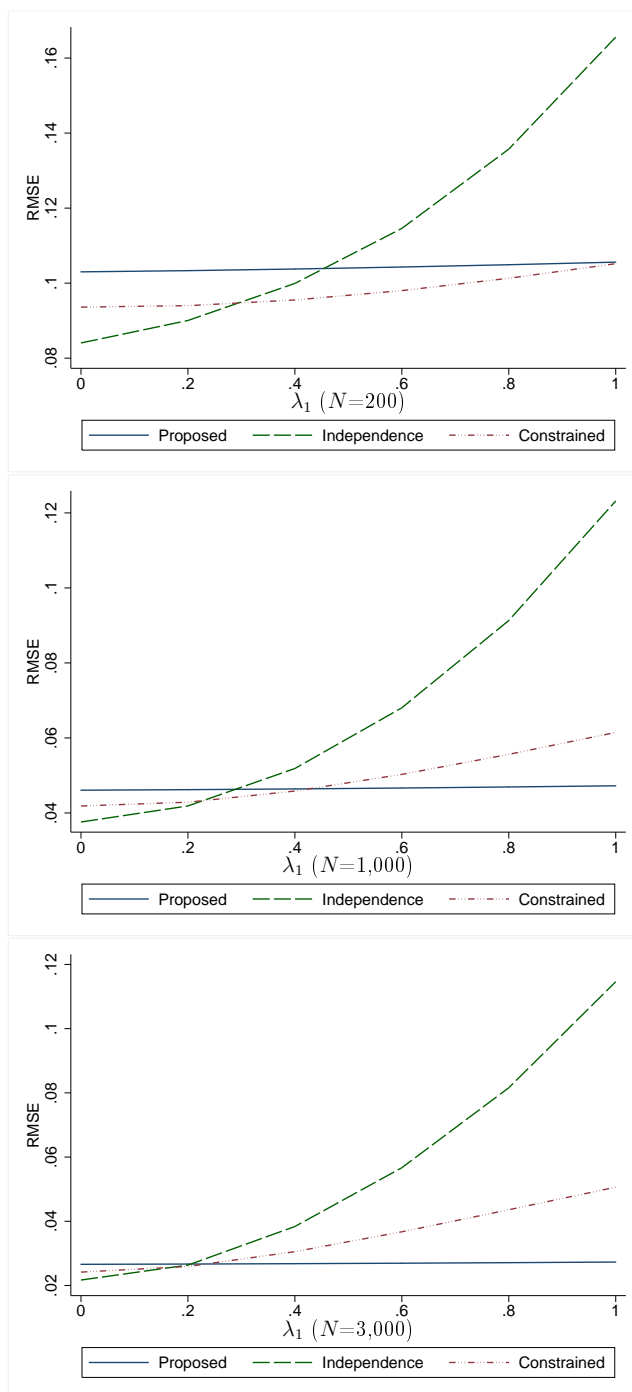 .16
.14
.12
.1
.08
RMSE
0 .2 .4 .6 .8 1
λ₁ (N=200)
Proposed Independence Constrained
.12
.1
.08
.06
.04
RMSE
0 .2 .4 .6 .8 1
λ₁ (N=1,000)
Proposed Independence Constrained
.12
.1
.08
.06
.04
.02
RMSE
0 .2 .4 .6 .8 1
λ₁ (N=3,000)
Proposed Independence Constrained